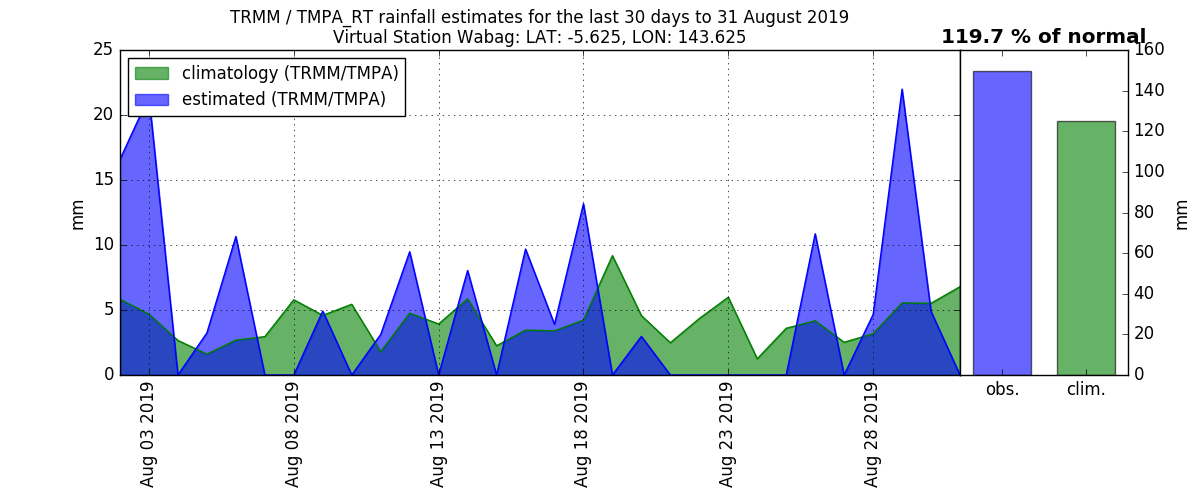 TRMM / TMPA_RT rainfall estimates for the last 30 days to 31 August 2019
Virtual Station Wabag: LAT: -5.625, LON: 143.625
119.7 % of normal
climatology (TRMM/TMPA)
estimated (TRMM/TMPA)
25
20
15
10
5
0
mm
Aug 03 2019
Aug 08 2019
Aug 13 2019
Aug 18 2019
Aug 23 2019
Aug 28 2019
obs.
clim.
160
140
120
100
80
60
40
20
0
mm